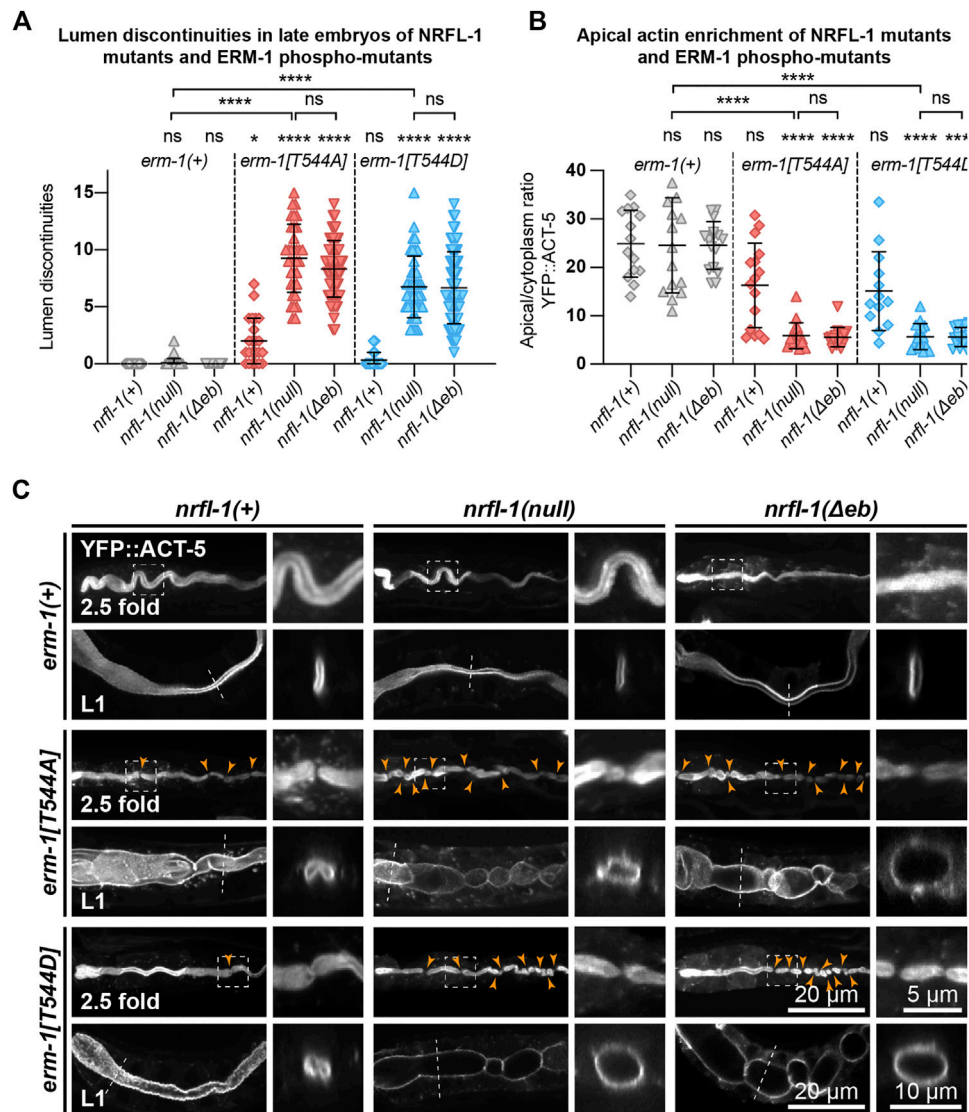 A
Lumen discontinuities in late embryos of NRFL-1
mutants and ERM-1 phospho-mutants
****
**** ns ns
ns ns * **** **** ns **** ****
erm-1(+) erm-1[T544A] erm-1[T544D]
Lumen discontinuities
15
10
5
0
nrfl-1(+) nrfl-1(null) nrfl-1(Δeb) nrfl-1(+) nrfl-1(null) nrfl-1(Δeb) nrfl-1(+) nrfl-1(null) nrfl-1(Δeb)
B
Apical actin enrichment of NRFL-1 mutants
and ERM-1 phospho-mutants
****
**** ns ns
ns ns ns **** **** ns **** ***
erm-1(+) erm-1[T544A] erm-1[T544D
Apical/cytoplasm ratio
YFP::ACT-5
40
30
20
10
0
nrfl-1(+) nrfl-1(null) nrfl-1(Δeb) nrfl-1(+) nrfl-1(null) nrfl-1(Δeb) nrfl-1(+) nrfl-1(null) nrfl-1(Δeb)
C
nrfl-1(+) nrfl-1(null) nrfl-1(Δeb)
erm-1(+)
YFP::ACT-5
2.5 fold
L1
erm-1[T544A]
2.5 fold
L1
erm-1[T544D]
2.5 fold
20 µm 5 µm
L1
20 µm 10 µm